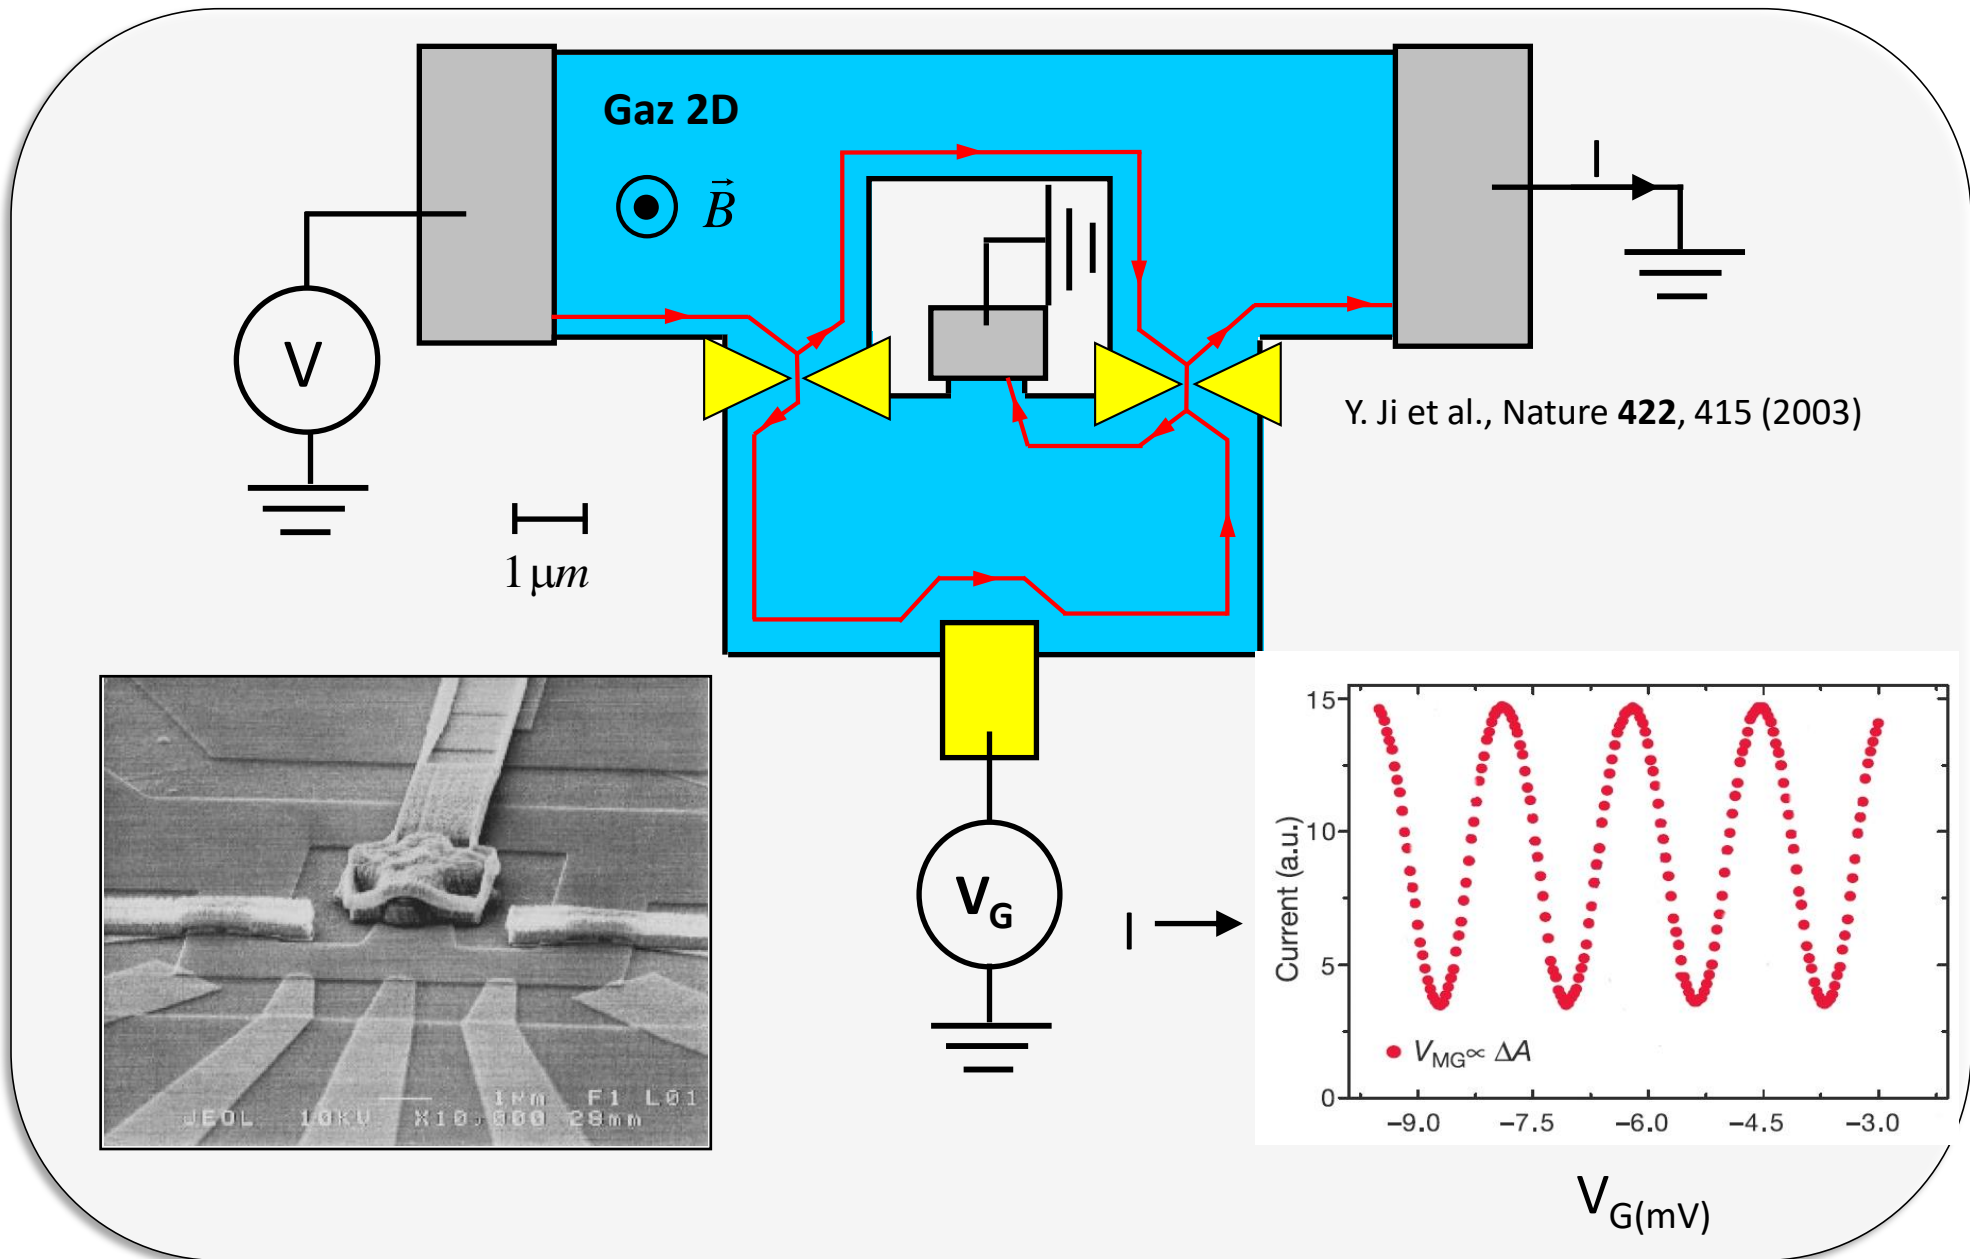 Gaz 2D
B
I
V
Y. Ji et al., Nature 422, 415 (2003)
1 μm
V_G
I
15
10
5
0
Current (a.u.)
V_MG ∝ ΔA
−9.0 −7.5 −6.0 −4.5 −3.0
V_G(mV)
1μm F1 L01
JEOL 10KV X10,000 28mm